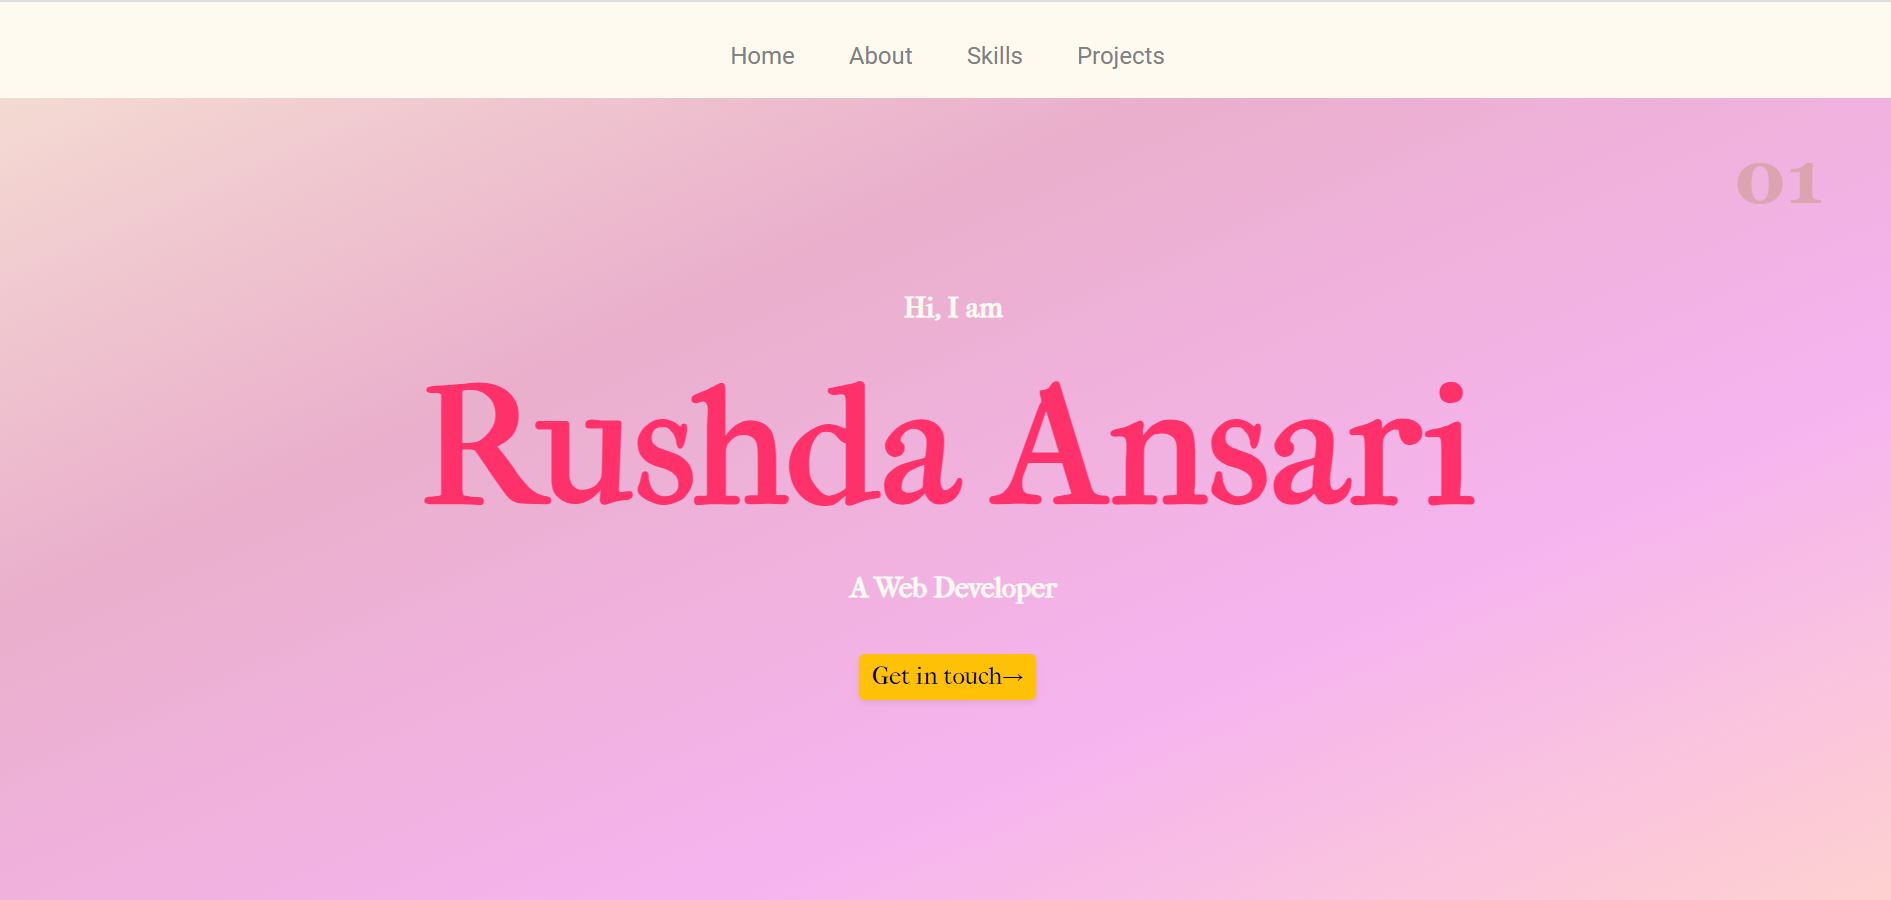 Home About Skills Projects
01
Hi, I am
Rushda Ansari
A Web Developer
Get in touch→